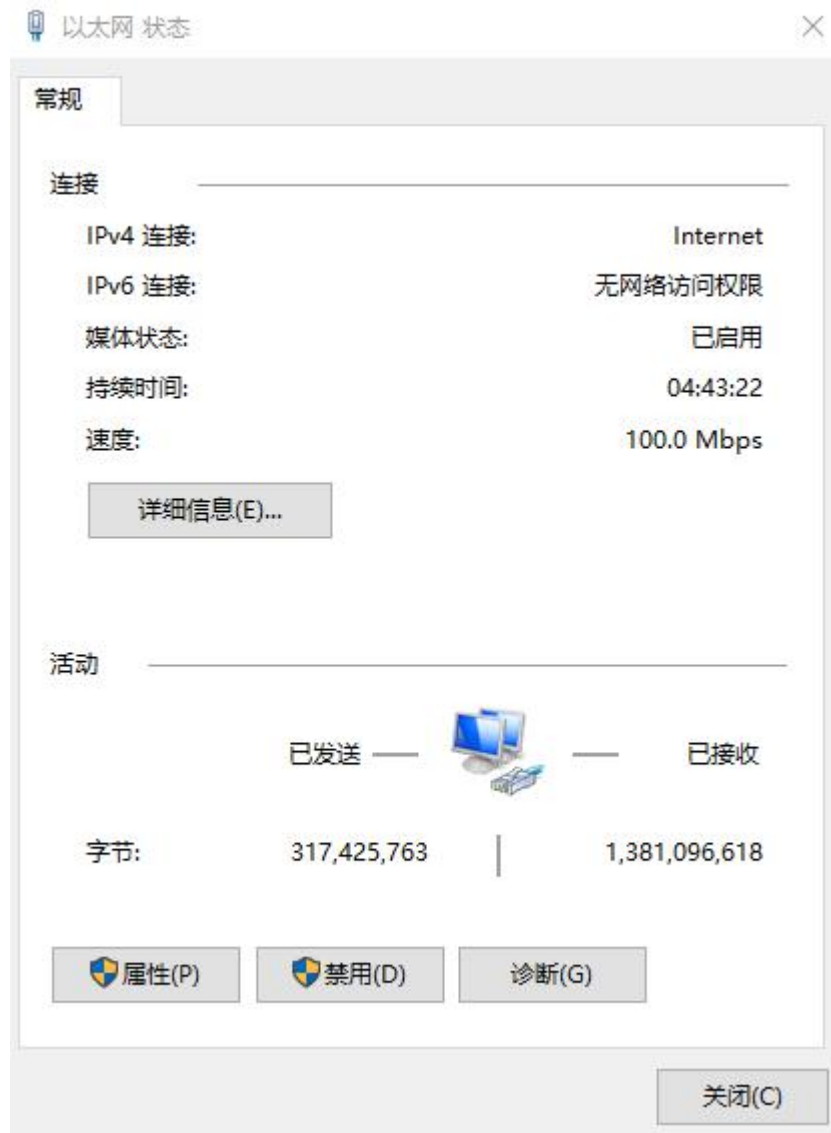 以太网 状态
常规
连接
IPv4 连接: Internet
IPv6 连接: 无网络访问权限
媒体状态: 已启用
持续时间: 04:43:22
速度: 100.0 Mbps
详细信息(E)...
活动
已发送 已接收
字节: 317,425,763 1,381,096,618
属性(P) 禁用(D) 诊断(G)
关闭(C)